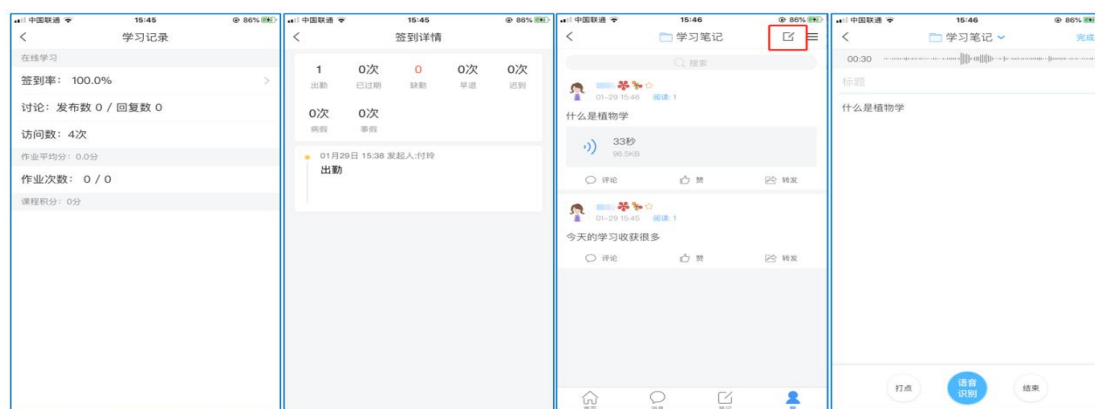 中国联通 15:45 86%
学习记录
在线学习
签到率： 100.0%
讨论：发布数 0 / 回复数 0
访问数：4次
作业平均分：0.0分
作业次数： 0 / 0
课程积分：0分
中国联通 15:45 86%
签到详情
1 0次 0 0次 0次
出勤 已过期 缺勤 早退 迟到
0次 0次
病假 事假
01月29日 15:38 发起人:付玲
出勤
中国联通 15:46 86%
学习笔记
搜索
01-29 15:46 阅读: 1
什么是植物学
33秒
96.5KB
评论 赞 转发
01-29 15:45 阅读: 1
今天的学习收获很多
评论 赞 转发
中国联通 15:46 86%
学习笔记 完成
00:30
标题
什么是植物学
打点 语音识别 结束